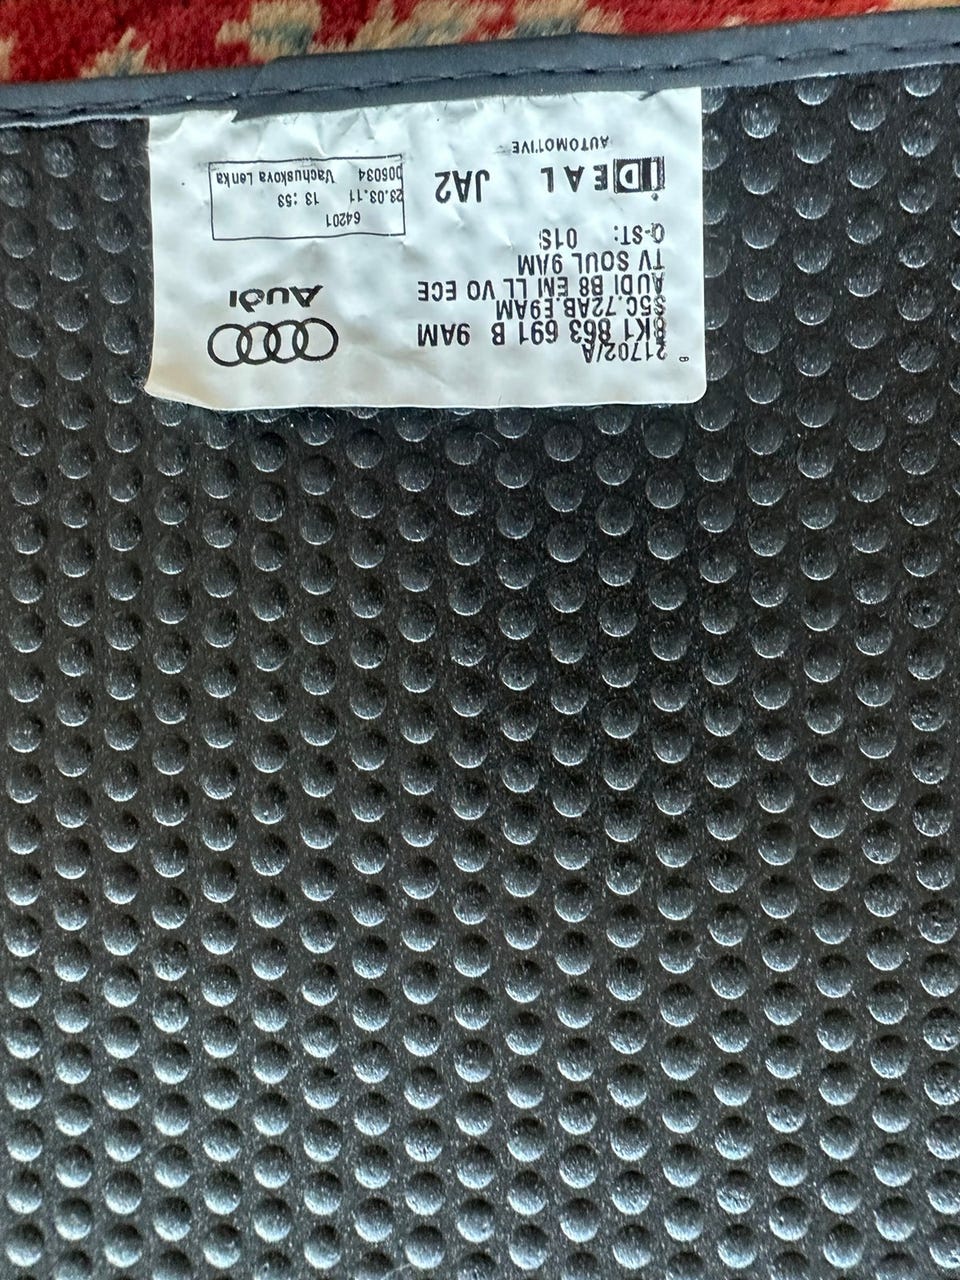 21702/A
8K1 863 691 B 9AM
S5C.72AB.E9AM
AUDI B8 EM LL VO ECE
TV SOUL 9AM
Q-ST: 01S
Audi
64201
23.03.11 13:53
005034 Vachuskova Lenka
iDEAL JA2
AUTOMOTIVE